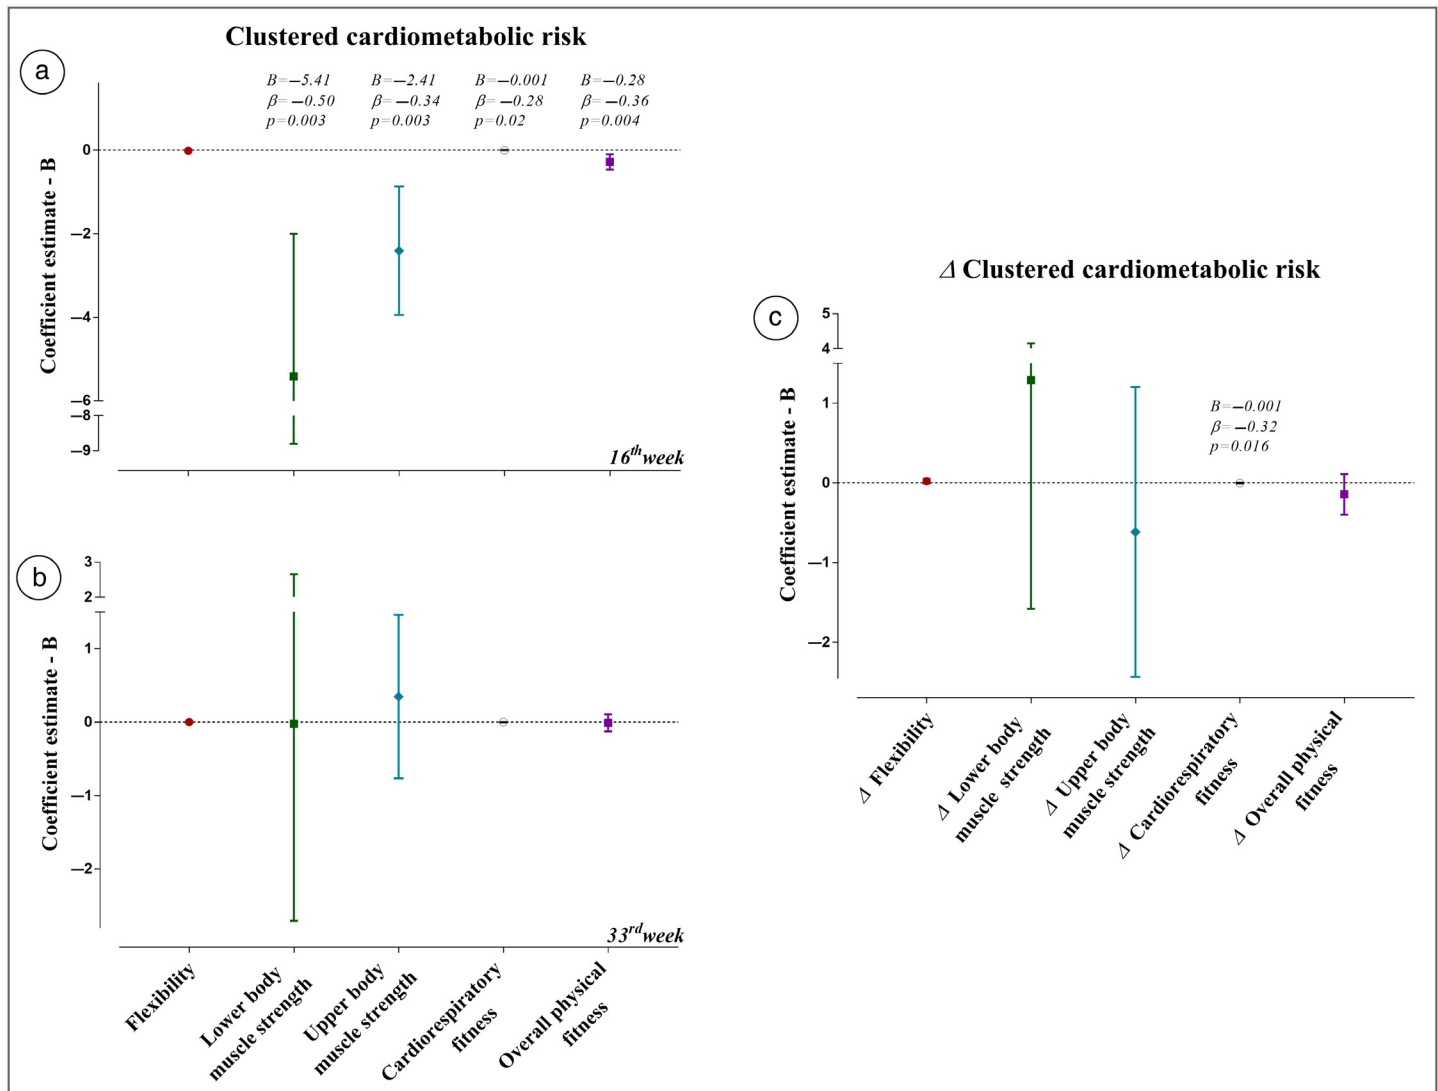 Clustered cardiometabolic risk
a
B=−5.41 B=−2.41 B=−0.001 B=−0.28
β=−0.50 β=−0.34 β=−0.28 β=−0.36
p=0.003 p=0.003 p=0.02 p=0.004
Coefficient estimate - B
0
−2
−4
−6
−8
−9
16th week
b
Coefficient estimate - B
3
2
1
0
−1
−2
33rd week
Flexibility
Lower body
muscle strength
Upper body
muscle strength
Cardiorespiratory
fitness
Overall physical
fitness
Δ Clustered cardiometabolic risk
c
Coefficient estimate - B
5
4
1
0
−1
−2
B=−0.001
β=−0.32
p=0.016
Δ Flexibility
Δ Lower body
muscle strength
Δ Upper body
muscle strength
Δ Cardiorespiratory
fitness
Δ Overall physical
fitness